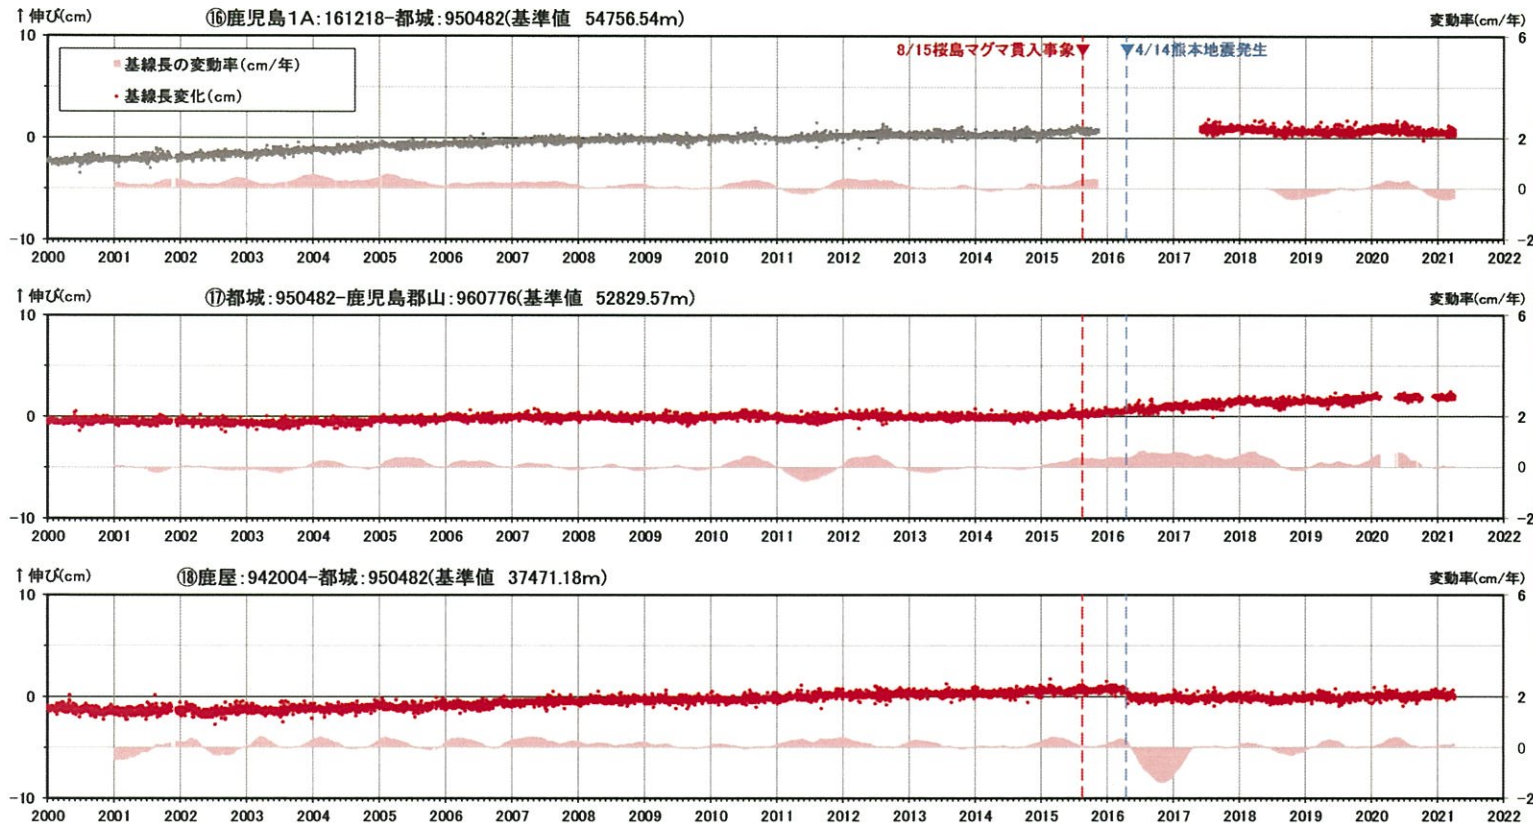 ↑伸び(cm) ⑯鹿児島1A:161218-都城:950482(基準値 54756.54m) 変動率(cm/年)
10 6
8/15桜島マグマ貫入事象▼ ▼4/14熊本地震発生
基線長の変動率(cm/年)
基線長変化(cm)
0 2
0
-10 -2
2000 2001 2002 2003 2004 2005 2006 2007 2008 2009 2010 2011 2012 2013 2014 2015 2016 2017 2018 2019 2020 2021 2022
↑伸び(cm) ⑰都城:950482-鹿児島郡山:960776(基準値 52829.57m) 変動率(cm/年)
10 6
0 2
0
-10 -2
2000 2001 2002 2003 2004 2005 2006 2007 2008 2009 2010 2011 2012 2013 2014 2015 2016 2017 2018 2019 2020 2021 2022
↑伸び(cm) ⑱鹿屋:942004-都城:950482(基準値 37471.18m) 変動率(cm/年)
10 6
0 2
0
-10 -2
2000 2001 2002 2003 2004 2005 2006 2007 2008 2009 2010 2011 2012 2013 2014 2015 2016 2017 2018 2019 2020 2021 2022